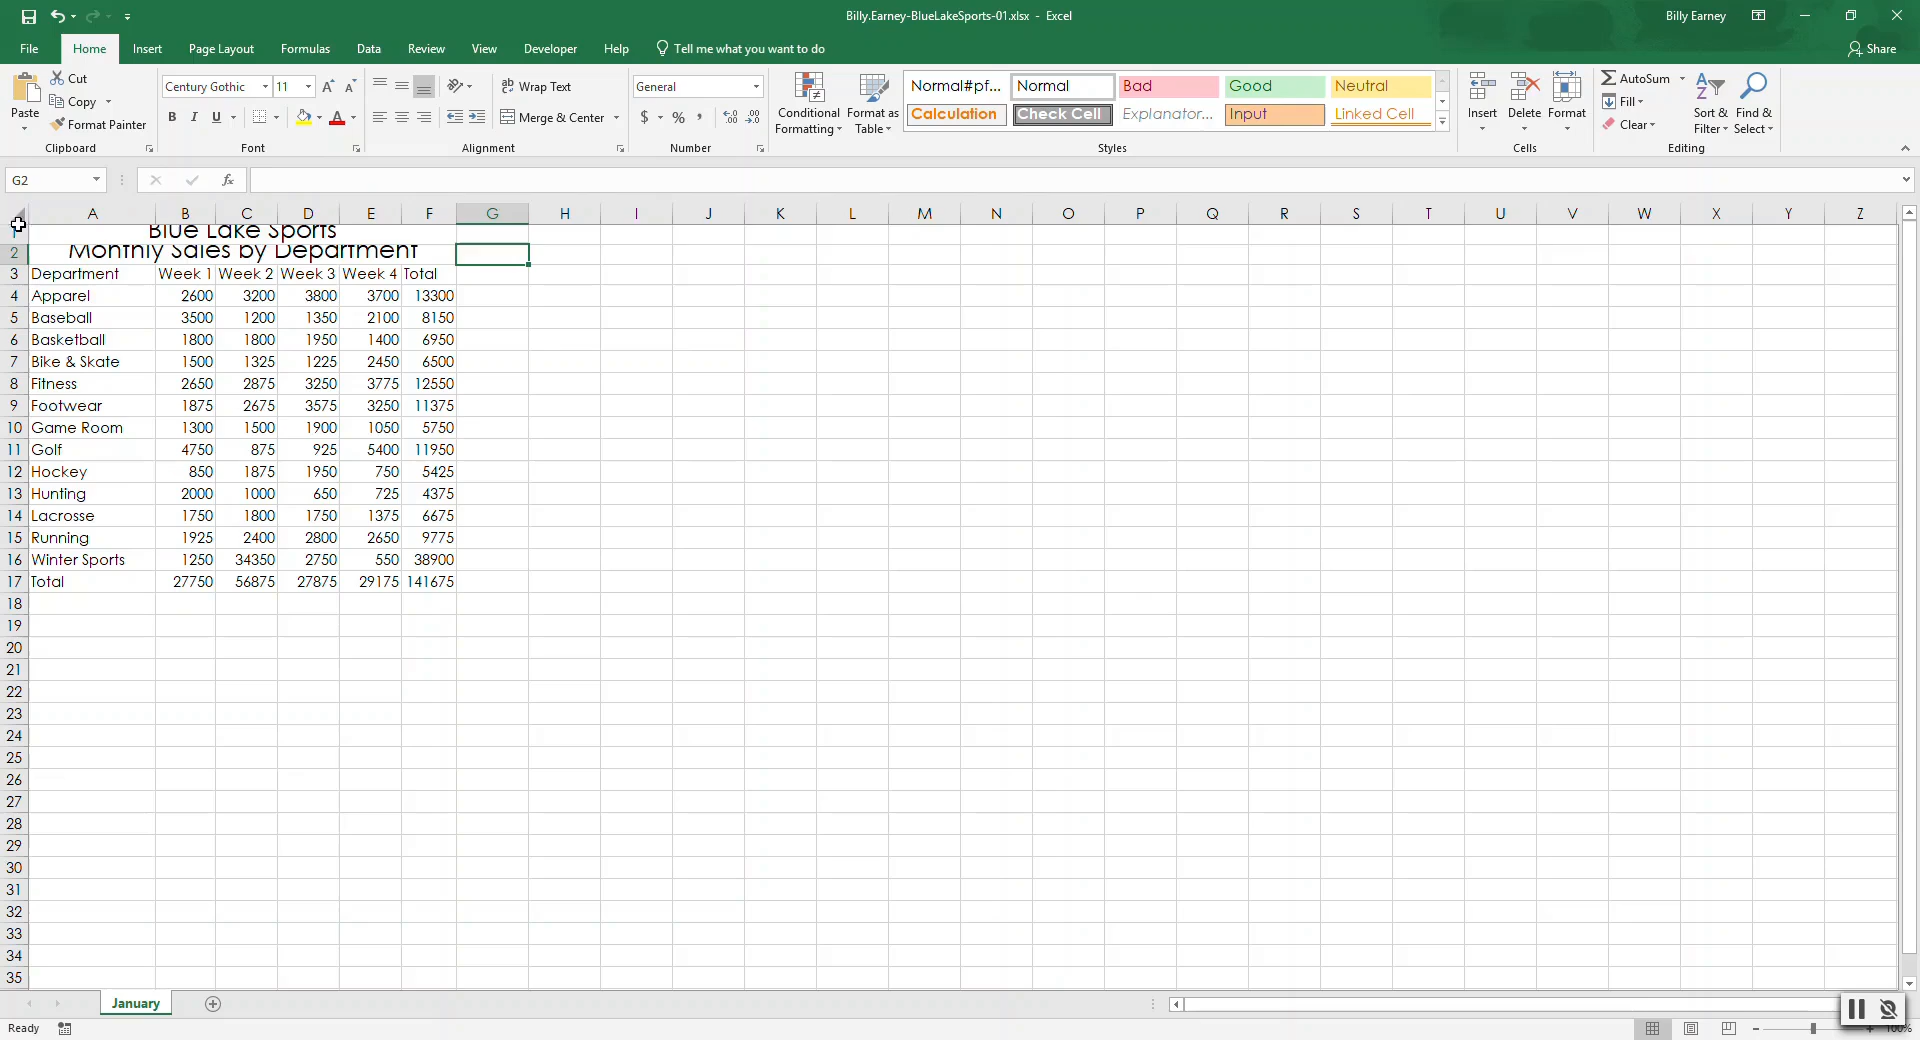 Billy.Earney-BlueLakeSports-01.xlsx - Excel
Billy Earney
File Home Insert Page Layout Formulas Data Review View Developer Help Tell me what you want to do Share
Paste
Cut
Copy
Format Painter
Clipboard
Century Gothic 11
B I U
Font
Wrap Text
Merge & Center
Alignment
General
$ % ,
Number
Conditional Formatting
Format as Table
Normal#pf... Normal Bad Good Neutral
Calculation Check Cell Explanator... Input Linked Cell
Styles
Insert Delete Format
Cells
AutoSum
Fill
Clear
Sort & Filter
Find & Select
Editing
G2 fx
A B C D E F G H I J K L M N O P Q R S T U V W X Y Z
1 Blue Lake Sports
2 Monthly Sales by Department
3 Department Week 1 Week 2 Week 3 Week 4 Total
4 Apparel 2600 3200 3800 3700 13300
5 Baseball 3500 1200 1350 2100 8150
6 Basketball 1800 1800 1950 1400 6950
7 Bike & Skate 1500 1325 1225 2450 6500
8 Fitness 2650 2875 3250 3775 12550
9 Footwear 1875 2675 3575 3250 11375
10 Game Room 1300 1500 1900 1050 5750
11 Golf 4750 875 925 5400 11950
12 Hockey 850 1875 1950 750 5425
13 Hunting 2000 1000 650 725 4375
14 Lacrosse 1750 1800 1750 1375 6675
15 Running 1925 2400 2800 2650 9775
16 Winter Sports 1250 34350 2750 550 38900
17 Total 27750 56875 27875 29175 141675
18
19
20
21
22
23
24
25
26
27
28
29
30
31
32
33
34
35
January
Ready
100%